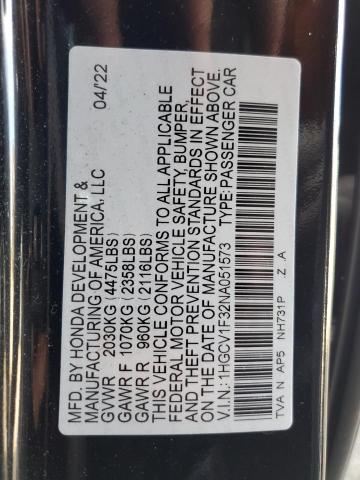 MFD. BY HONDA DEVELOPMENT & 04/22
MANUFACTURING OF AMERICA, LLC
GVWR 2030KG (4475LBS)
GAWR F 1070KG (2358LBS)
GAWR R 960KG (2116LBS)
THIS VEHICLE CONFORMS TO ALL APPLICABLE
FEDERAL MOTOR VEHICLE SAFETY, BUMPER,
AND THEFT PREVENTION STANDARDS IN EFFECT
ON THE DATE OF MANUFACTURE SHOWN ABOVE.
V.I.N.: 1HGCV1F32NA051573 TYPE: PASSENGER CAR
TVA N AP5 NH731P Z A